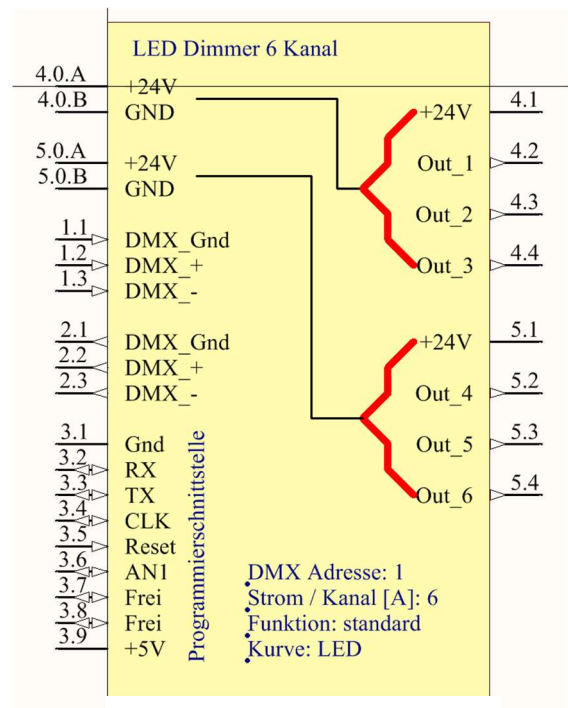 LED Dimmer 6 Kanal
4.0.A +24V
4.0.B GND
5.0.A +24V
5.0.B GND
1.1 DMX_Gnd
1.2 DMX_+
1.3 DMX_-
2.1 DMX_Gnd
2.2 DMX_+
2.3 DMX_-
3.1 Gnd
3.2 RX
3.3 TX
3.4 CLK
3.5 Reset
3.6 AN1
3.7 Frei
3.8 Frei
3.9 +5V
Programmierschnittstelle
+24V 4.1
Out_1 4.2
Out_2 4.3
Out_3 4.4
+24V 5.1
Out_4 5.2
Out_5 5.3
Out_6 5.4
DMX Adresse: 1
Strom / Kanal [A]: 6
Funktion: standard
Kurve: LED